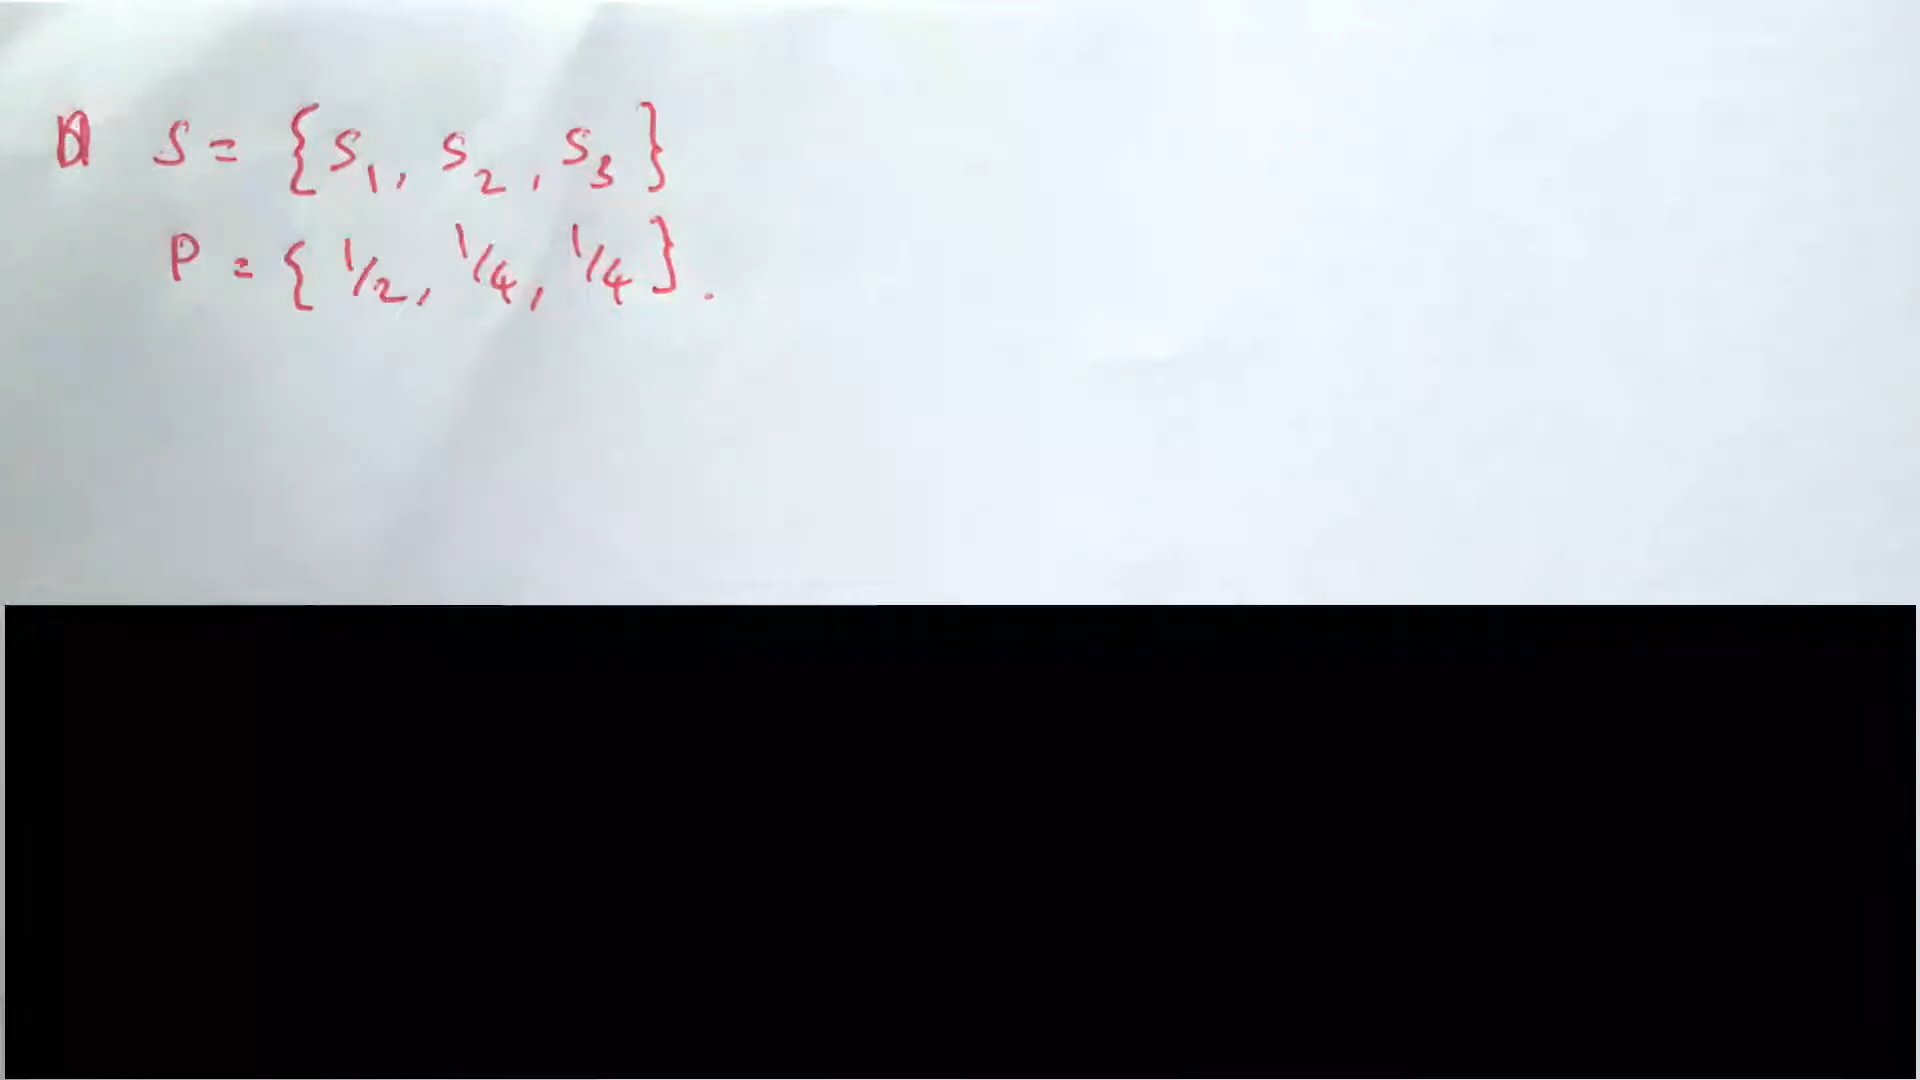 S = {S1, S2, S3}
P = {1/2, 1/4, 1/4}.